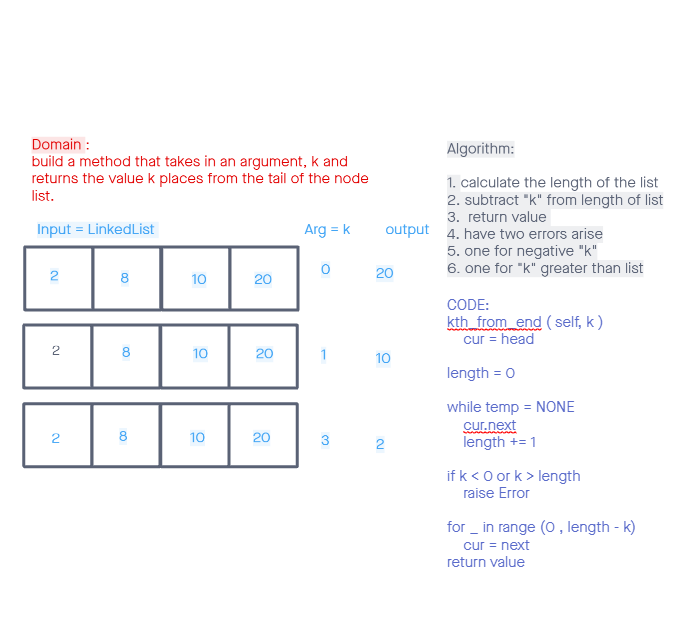 Domain :
build a method that takes in an argument, k and
returns the value k places from the tail of the node
list.
Input = LinkedList Arg = k output
2 8 10 20 0 20
2 8 10 20 1 10
2 8 10 20 3 2
Algorithm:
1. calculate the length of the list
2. subtract "k" from length of list
3. return value
4. have two errors arise
5. one for negative "k"
6. one for "k" greater than list
CODE:
kth_from_end ( self, k )
cur = head
length = 0
while temp = NONE
cur.next
length += 1
if k < 0 or k > length
raise Error
for _ in range (0 , length - k)
cur = next
return value